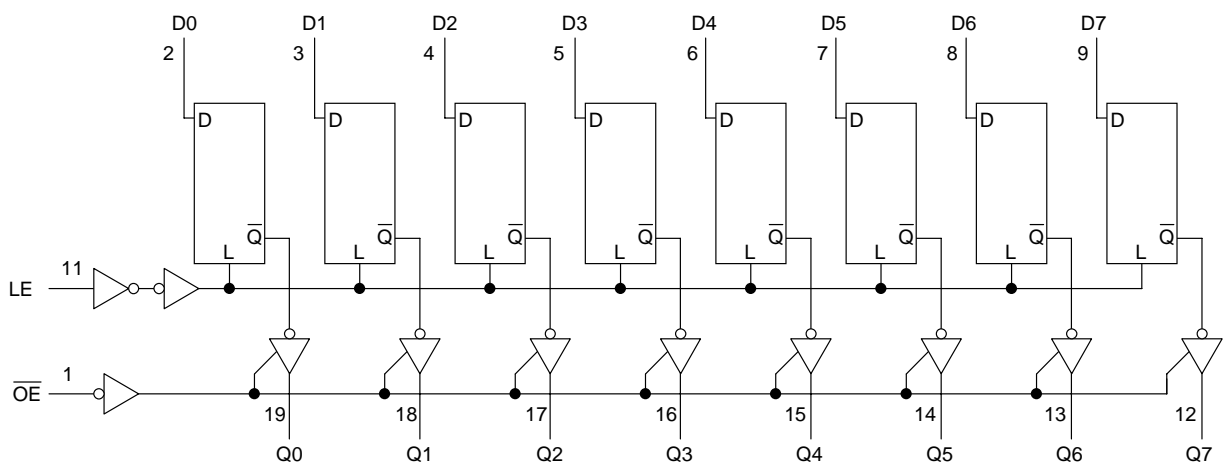 D0 D1 D2 D3 D4 D5 D6 D7
2 3 4 5 6 7 8 9
D D D D D D D D
Q̅ Q̅ Q̅ Q̅ Q̅ Q̅ Q̅ Q̅
L L L L L L L L
11
LE
1
O̅E̅
19 18 17 16 15 14 13 12
Q0 Q1 Q2 Q3 Q4 Q5 Q6 Q7